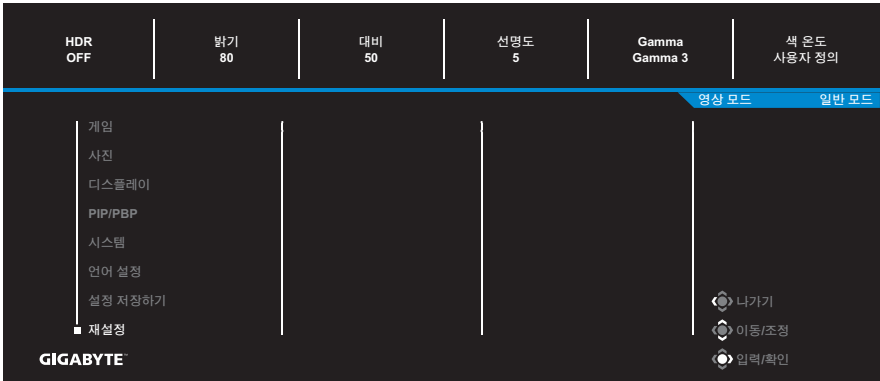 HDR 밝기 대비 선명도 Gamma 색 온도
OFF 80 50 5 Gamma 3 사용자 정의
영상 모드 일반 모드
게임
사진
디스플레이
PIP/PBP
시스템
언어 설정
설정 저장하기 나가기
재설정 이동/조정
GIGABYTE™ 입력/확인